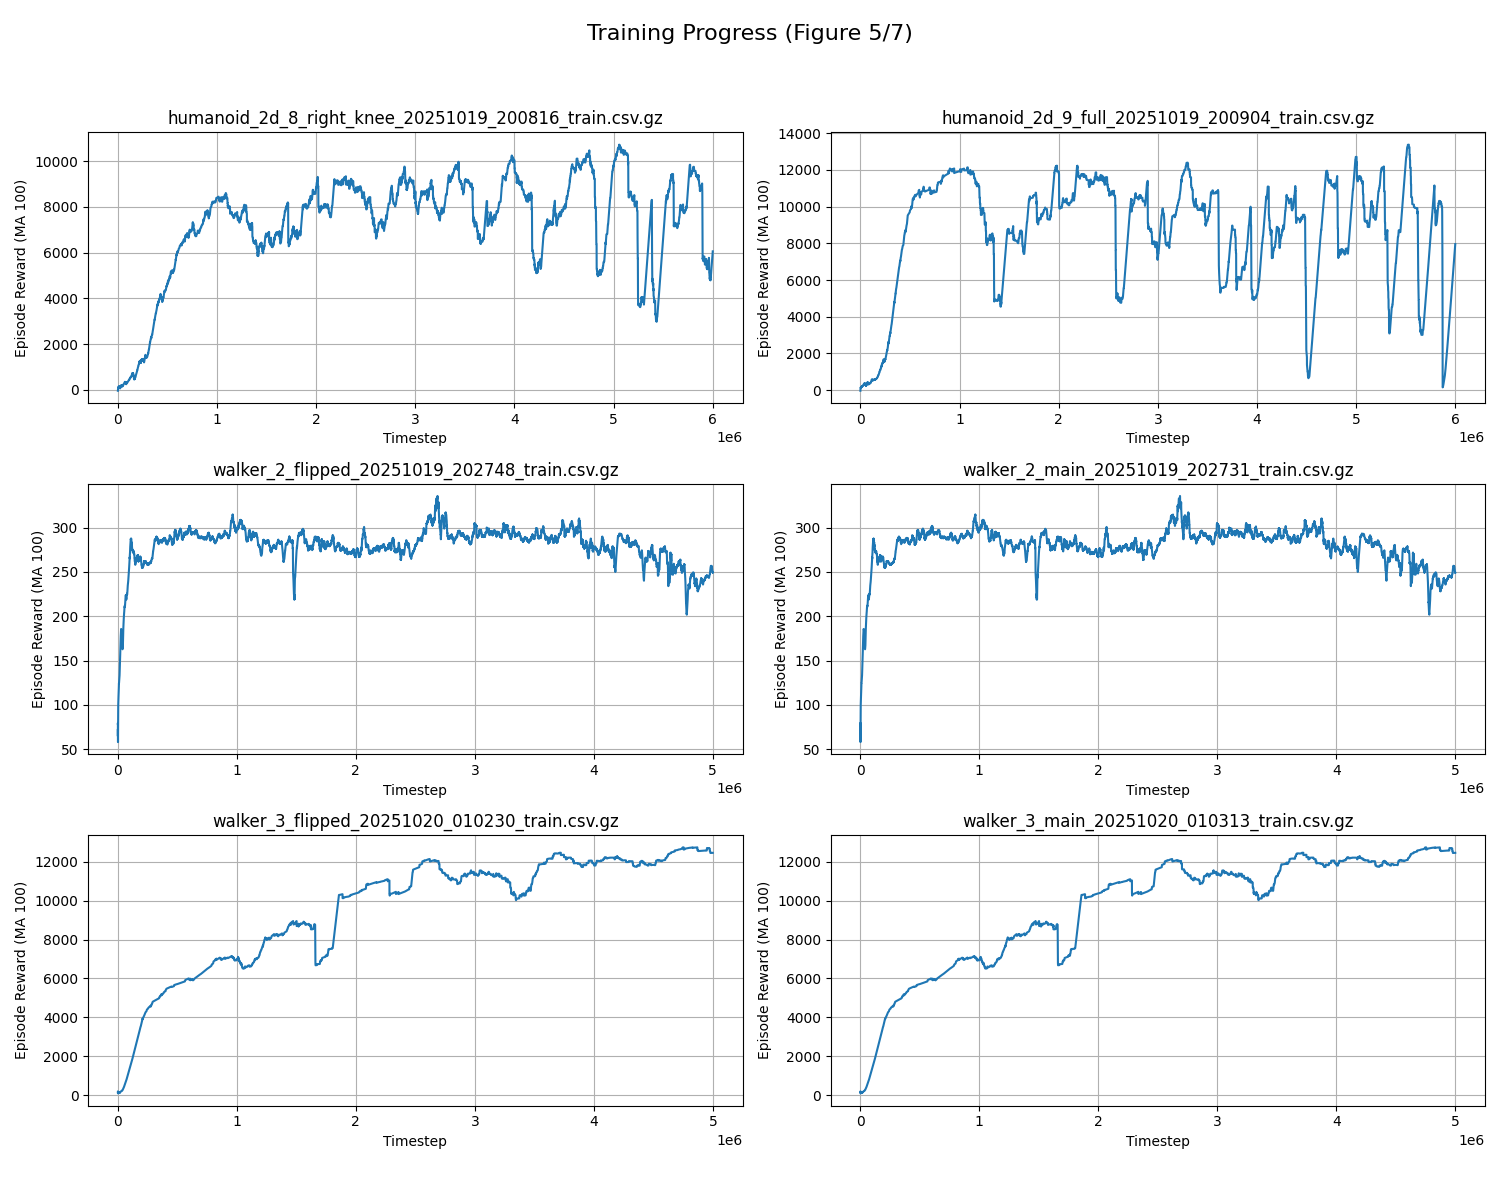 Training Progress (Figure 5/7)
humanoid_2d_8_right_knee_20251019_200816_train.csv.gz
Episode Reward (MA 100)
10000
8000
6000
4000
2000
0
0 1 2 3 4 5 6
1e6
Timestep
humanoid_2d_9_full_20251019_200904_train.csv.gz
Episode Reward (MA 100)
14000
12000
10000
8000
6000
4000
2000
0
0 1 2 3 4 5 6
1e6
Timestep
walker_2_flipped_20251019_202748_train.csv.gz
Episode Reward (MA 100)
300
250
200
150
100
50
0 1 2 3 4 5
1e6
Timestep
walker_2_main_20251019_202731_train.csv.gz
Episode Reward (MA 100)
300
250
200
150
100
50
0 1 2 3 4 5
1e6
Timestep
walker_3_flipped_20251020_010230_train.csv.gz
Episode Reward (MA 100)
12000
10000
8000
6000
4000
2000
0
0 1 2 3 4 5
1e6
Timestep
walker_3_main_20251020_010313_train.csv.gz
Episode Reward (MA 100)
12000
10000
8000
6000
4000
2000
0
0 1 2 3 4 5
1e6
Timestep